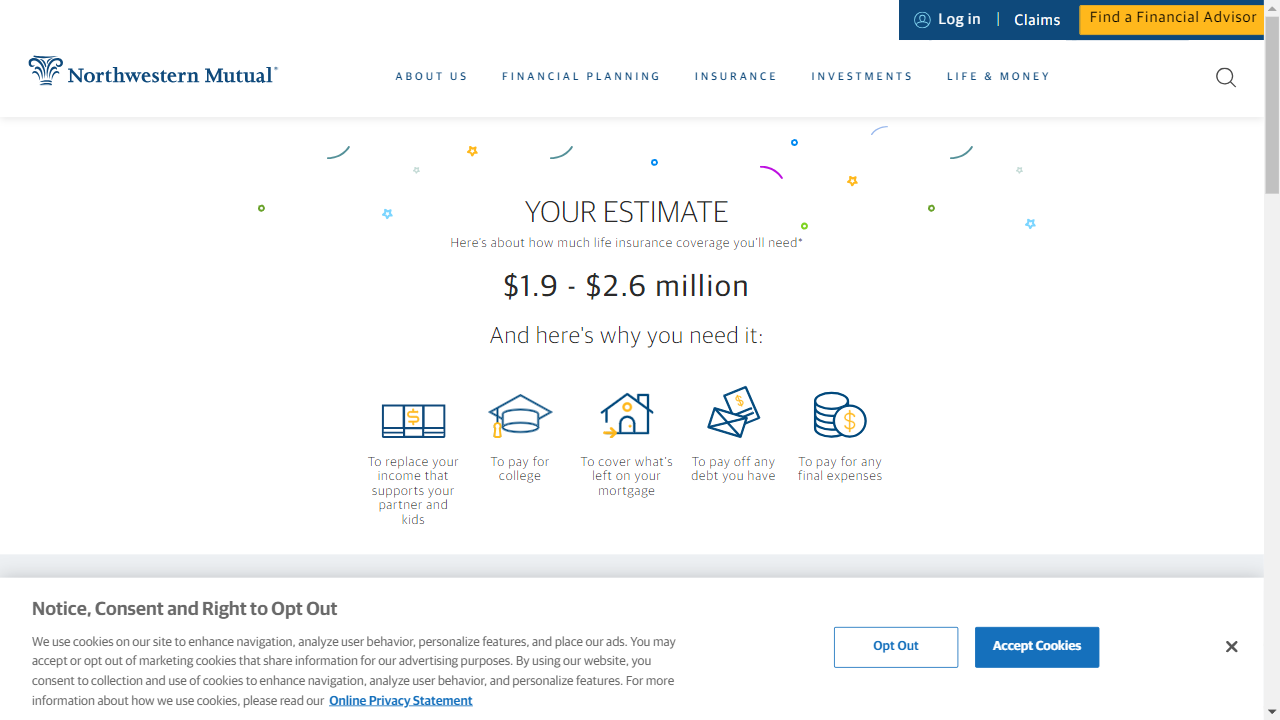 Log in
Claims
Find a Financial Advisor
Northwestern Mutual®
ABOUT US
FINANCIAL PLANNING
INSURANCE
INVESTMENTS
LIFE & MONEY
YOUR ESTIMATE
Here's about how much life insurance coverage you'll need*
$1.9 - $2.6 million
And here's why you need it:
To replace your
income that
supports your
partner and
kids
To pay for
college
To cover what's
left on your
mortgage
To pay off any
debt you have
To pay for any
final expenses
Notice, Consent and Right to Opt Out
We use cookies on our site to enhance navigation, analyze user behavior, personalize features, and place our ads. You may
accept or opt out of marketing cookies that share information for our advertising purposes. By using our website, you
consent to collection and use of cookies to enhance navigation, analyze user behavior, and personalize features. For more
information about how we use cookies, please read our Online Privacy Statement
Opt Out
Accept Cookies